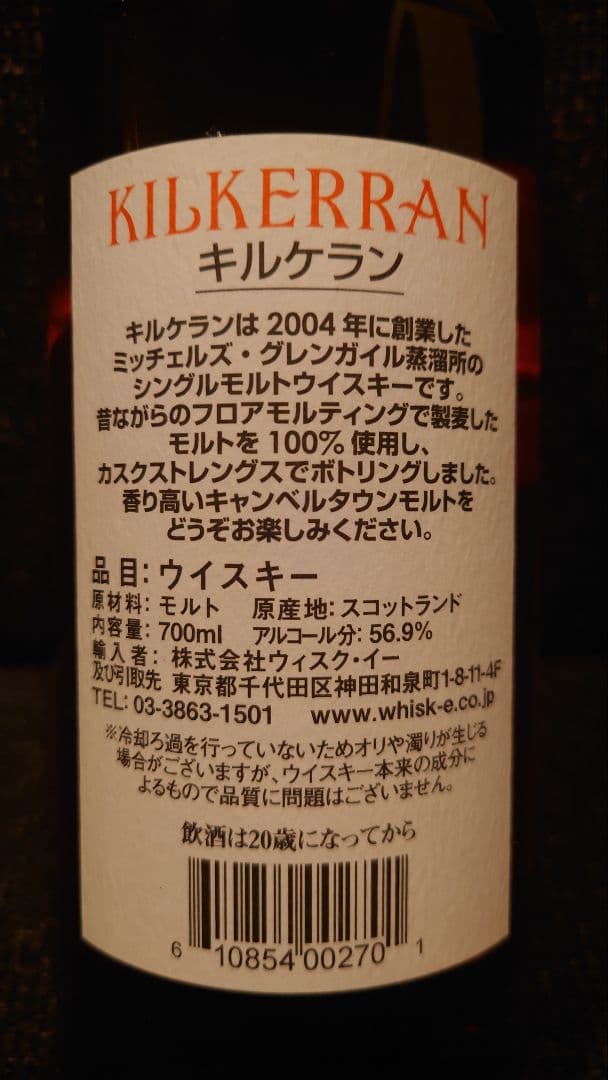 KILKERRAN
キルケラン
キルケランは 2004 年に創業した
ミッチェルズ・グレンガイル蒸溜所の
シングルモルトウイスキーです。
昔ながらのフロアモルティングで製麦した
モルトを 100% 使用し、
カスクストレングスでボトリングしました。
香り高いキャンベルタウンモルトを
どうぞお楽しみください。
品目: ウイスキー
原材料: モルト 原産地: スコットランド
内容量: 700ml アルコール分: 56.9%
輸入者: 株式会社ウィスク・イー
及び引取先 東京都千代田区神田和泉町1-8-11-4F
TEL: 03-3863-1501 www.whisk-e.co.jp
※冷却ろ過を行っていないためオリや濁りが生じる
場合がございますが、ウイスキー本来の成分に
よるもので品質に問題はございません。
飲酒は20歳になってから
6 10854 00270 1